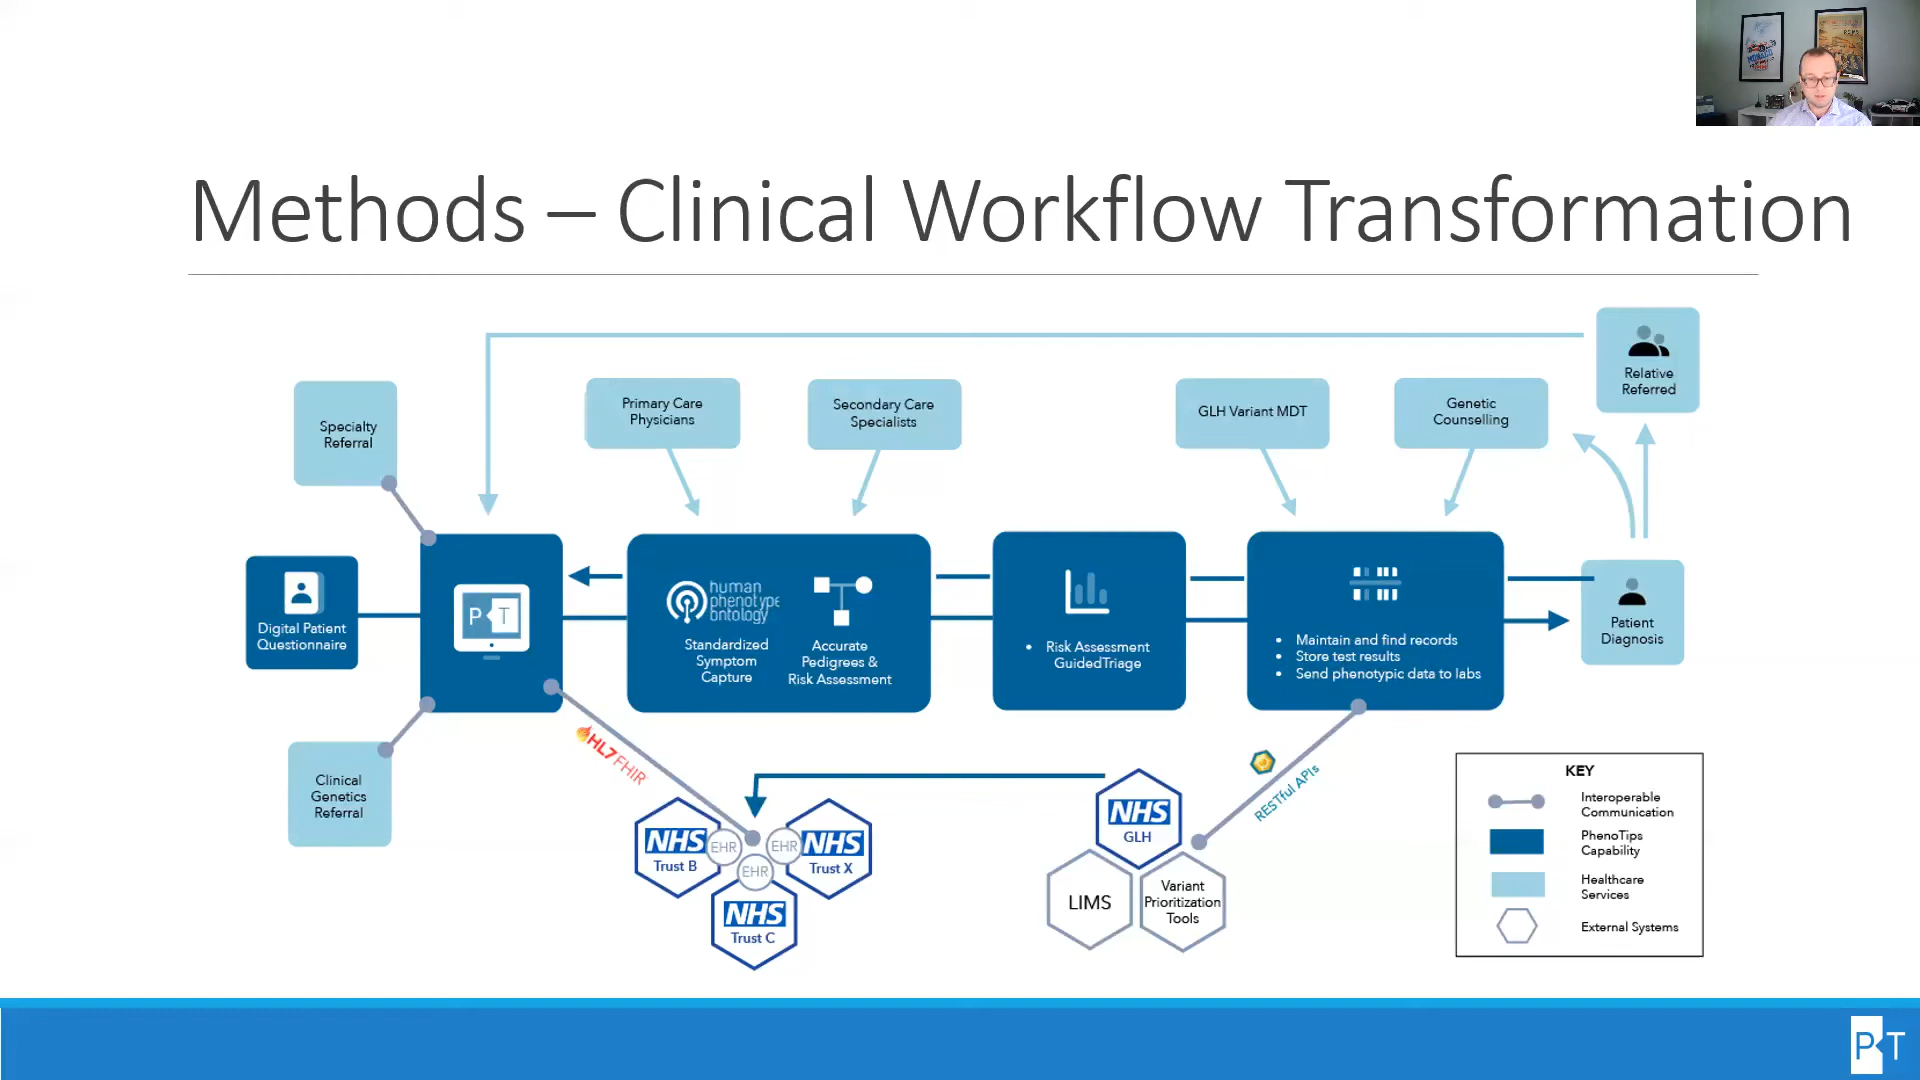 Methods – Clinical Workflow Transformation
Relative
Referred
Specialty
Referral
Primary Care
Physicians
Secondary Care
Specialists
GLH Variant MDT
Genetic
Counselling
Digital Patient
Questionnaire
P T
human
phenotype
ontology
Standardized
Symptom
Capture
Accurate
Pedigrees &
Risk Assessment
• Risk Assessment
GuidedTriage
• Maintain and find records
• Store test results
• Send phenotypic data to labs
Patient
Diagnosis
Clinical
Genetics
Referral
HL7 FHIR
RESTful APIs
NHS
Trust B
EHR
EHR
NHS
Trust X
EHR
NHS
Trust C
NHS
GLH
LIMS
Variant
Prioritization
Tools
KEY
Interoperable
Communication
PhenoTips
Capability
Healthcare
Services
External Systems
P T